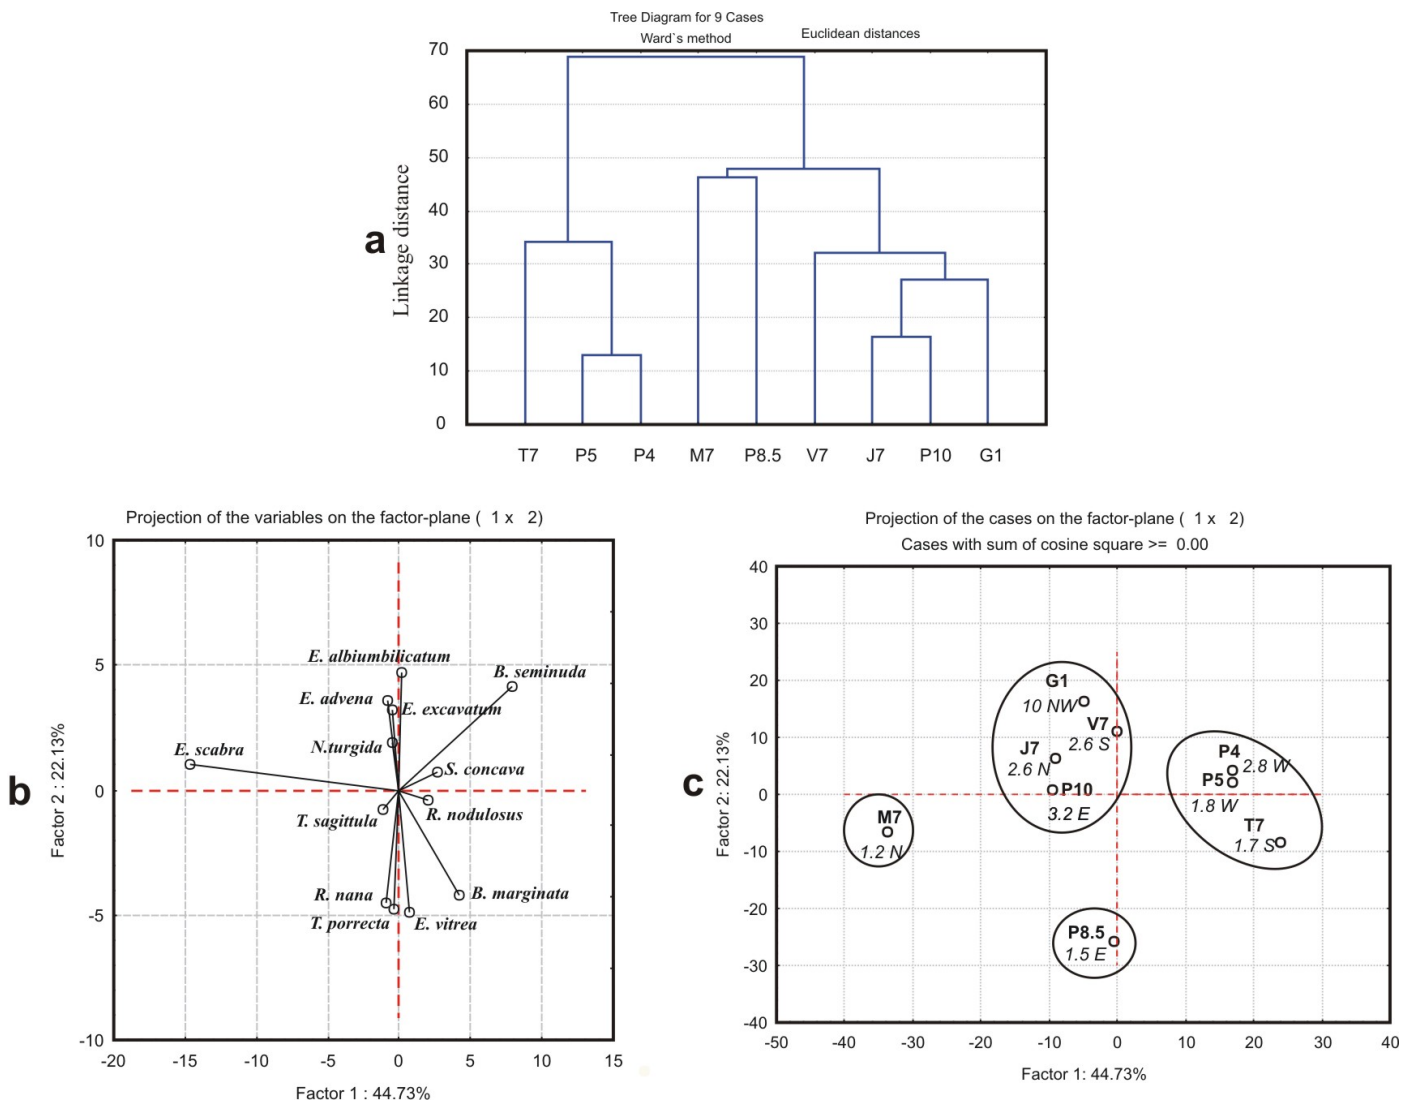 Tree Diagram for 9 Cases
Ward`s method
Euclidean distances
70
60
50
40
30
20
10
0
Linkage distance
a
T7 P5 P4 M7 P8.5 V7 J7 P10 G1
Projection of the variables on the factor-plane ( 1 x 2)
10
5
0
-5
-10
Factor 2 : 22.13%
b
E. albiumbilicatum
B. seminuda
E. advena
E. excavatum
N.turgida
E. scabra
S. concava
T. sagittula
R. nodulosus
R. nana
B. marginata
T. porrecta
E. vitrea
-20 -15 -10 -5 0 5 10 15
Factor 1 : 44.73%
Projection of the cases on the factor-plane ( 1 x 2)
Cases with sum of cosine square >= 0.00
40
30
20
10
0
-10
-20
-30
-40
Factor 2: 22.13%
c
G1
10 NW
V7
2.6 S
J7
2.6 N
P10
3.2 E
P4
2.8 W
P5
1.8 W
T7
1.7 S
M7
1.2 N
P8.5
1.5 E
-50 -40 -30 -20 -10 0 10 20 30 40
Factor 1: 44.73%